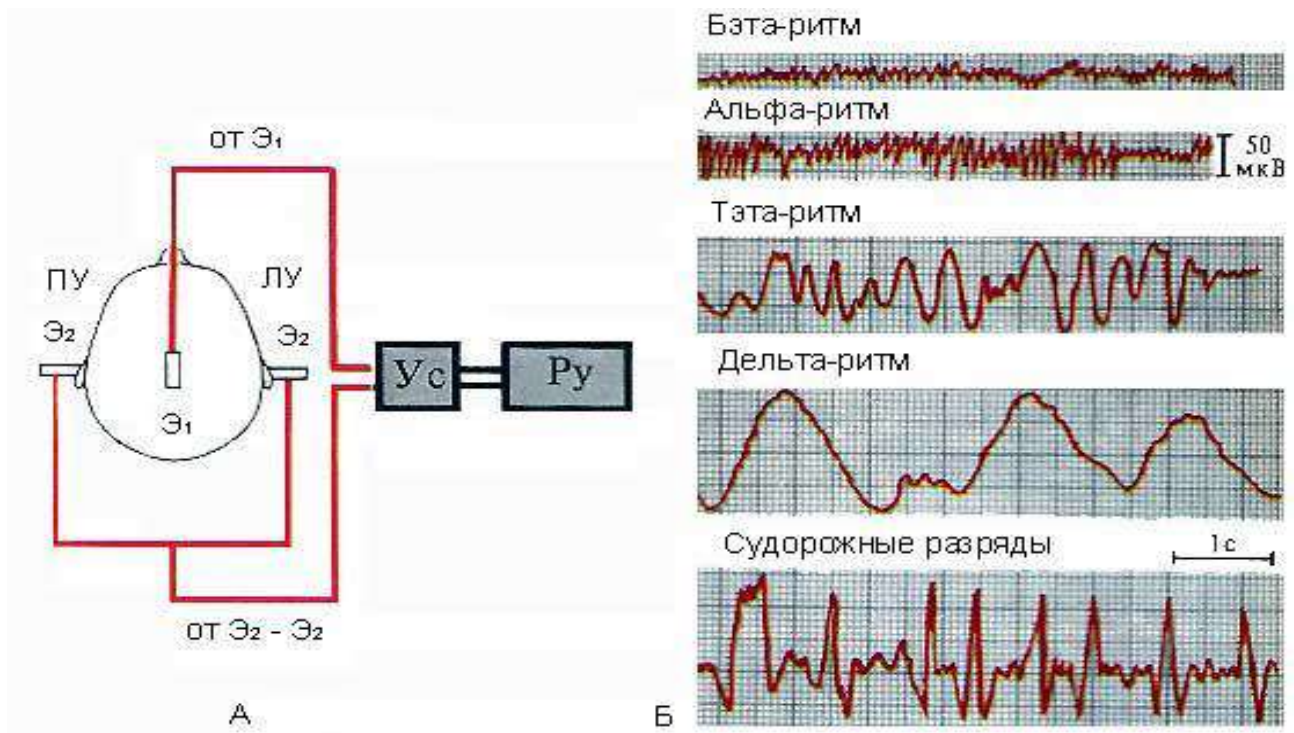 от Э₁
ПУ
ЛУ
Э₂
Э₂
Э₁
Ус
Ру
от Э₂ - Э₂
А
Б
Бэта-ритм
Альфа-ритм
50
мкВ
Тэта-ритм
Дельта-ритм
Судорожные разряды
1с